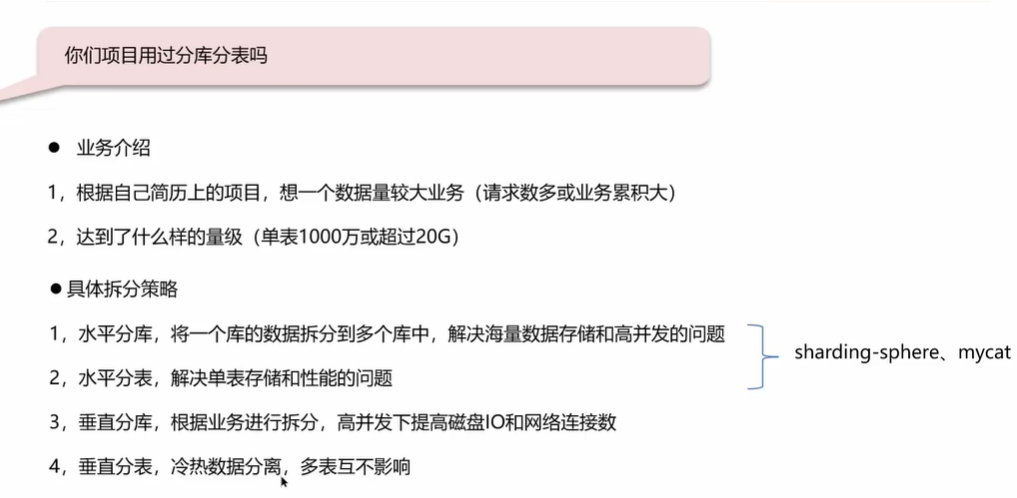 你们项目用过分库分表吗
● 业务介绍
1，根据自己简历上的项目，想一个数据量较大业务（请求数多或业务累积大）
2，达到了什么样的量级（单表1000万或超过20G）
●具体拆分策略
1，水平分库，将一个库的数据拆分到多个库中，解决海量数据存储和高并发的问题
sharding-sphere、mycat
2，水平分表，解决单表存储和性能的问题
3，垂直分库，根据业务进行拆分，高并发下提高磁盘IO和网络连接数
4，垂直分表，冷热数据分离，多表互不影响